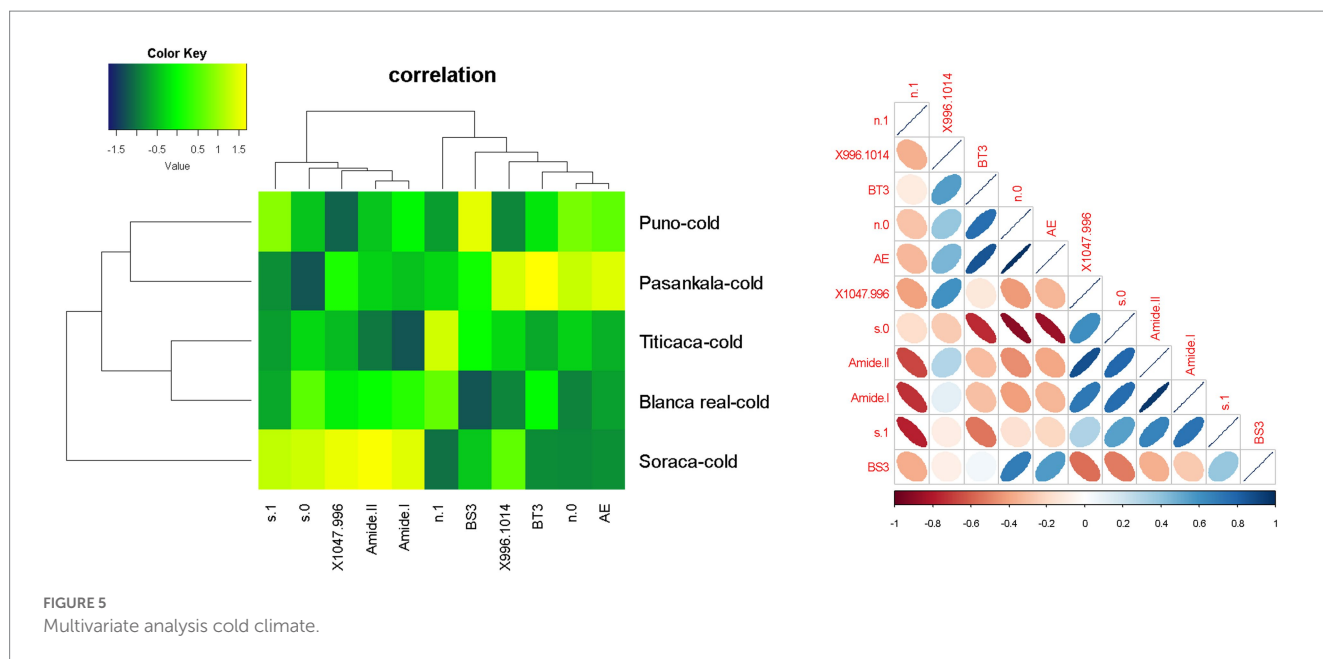 Color Key
-1.5 -0.5 0.5 1 1.5
Value
correlation
Puno-cold
Pasankala-cold
Titicaca-cold
Blanca real-cold
Soraca-cold
s.1 s.0 X1047.996 Amide.II Amide.I n.1 BS3 X996.1014 BT3 n.0 AE
n.1
X996.1014
BT3
n.0
AE
X1047.996
s.0
Amide.II
Amide.I
s.1
BS3
n.1
X996.1014
BT3
n.0
AE
X1047.996
s.0
Amide.II
Amide.I
s.1
BS3
-1 -0.8 -0.6 -0.4 -0.2 0 0.2 0.4 0.6 0.8 1
FIGURE 5
Multivariate analysis cold climate.